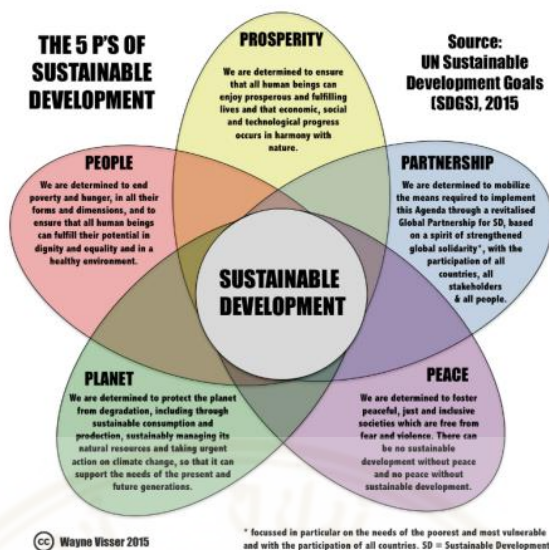 THE 5 P'S OF
SUSTAINABLE
DEVELOPMENT
PROSPERITY
We are determined to ensure
that all human beings can
enjoy prosperous and fulfilling
lives and that economic, social
and technological progress
occurs in harmony with
nature.
Source:
UN Sustainable
Development Goals
(SDGS), 2015
PEOPLE
We are determined to end
poverty and hunger, in all their
forms and dimensions, and to
ensure that all human beings
can fulfill their potential in
dignity and equality and in a
healthy environment.
PARTNERSHIP
We are determined to mobilize
the means required to implement
this Agenda through a revitalised
Global Partnership for SD, based
on a spirit of strengthened
global solidarity*, with the
participation of all
countries, all
stakeholders
& all people.
SUSTAINABLE
DEVELOPMENT
PLANET
We are determined to protect the planet
from degradation, including through
sustainable consumption and
production, sustainably managing its
natural resources and taking urgent
action on climate change, so that it can
support the needs of the present and
future generations.
PEACE
We are determined to foster
peaceful, just and inclusive
societies which are free from
fear and violence. There can
be no sustainable
development without peace
and no peace without
sustainable development.
cc Wayne Visser 2015
* focussed in particular on the needs of the poorest and most vulnerable
and with the participation of all countries. SD = Sustainable Development